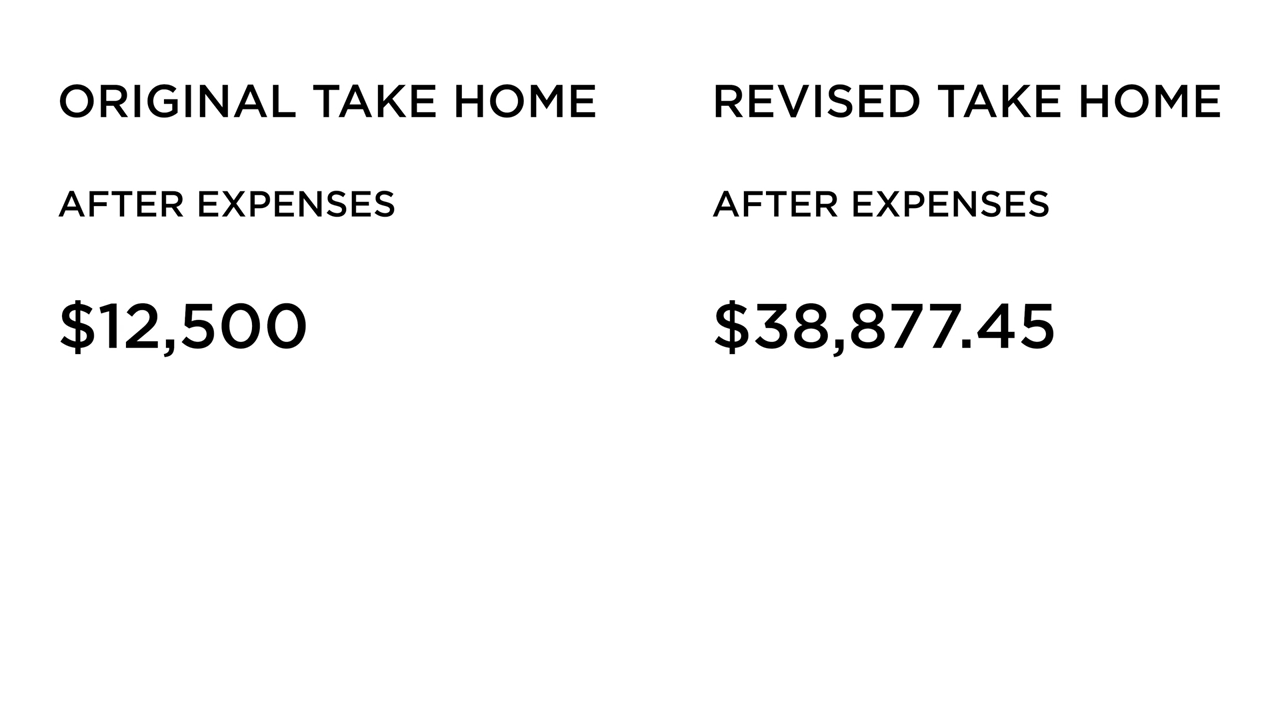 ORIGINAL TAKE HOME
AFTER EXPENSES
$12,500
REVISED TAKE HOME
AFTER EXPENSES
$38,877.45